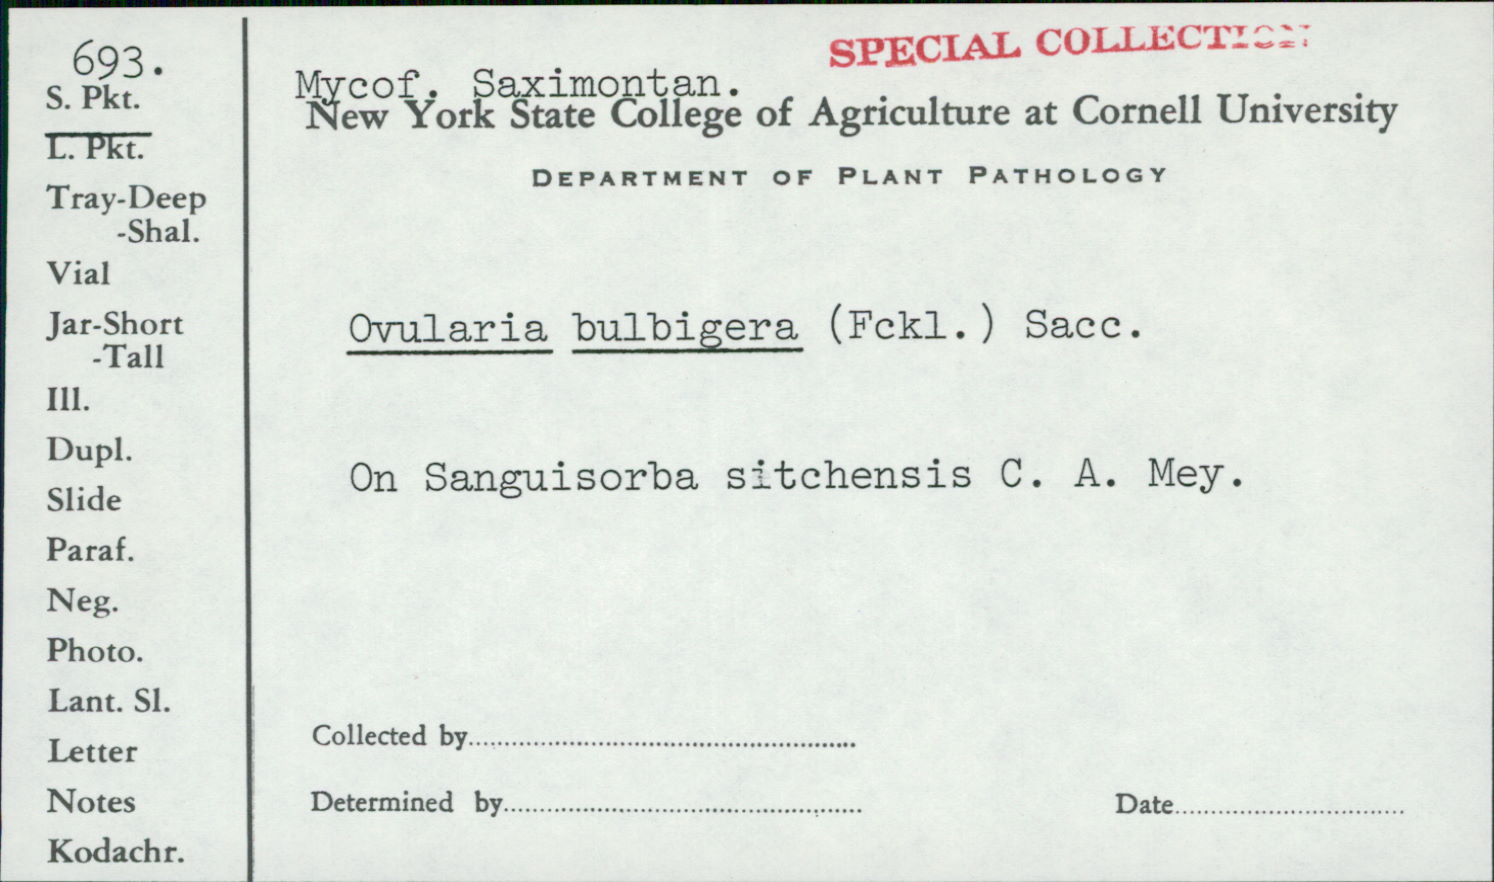 693.
S. Pkt.
L. Pkt.
Tray-Deep
-Shal.
Vial
Jar-Short
-Tall
Ill.
Dupl.
Slide
Paraf.
Neg.
Photo.
Lant. Sl.
Letter
Notes
Kodachr.
SPECIAL COLLECTION
Mycof. Saximontan.
New York State College of Agriculture at Cornell University
DEPARTMENT OF PLANT PATHOLOGY
Ovularia bulbigera (Fckl.) Sacc.
On Sanguisorba sitchensis C. A. Mey.
Collected by
Determined by
Date